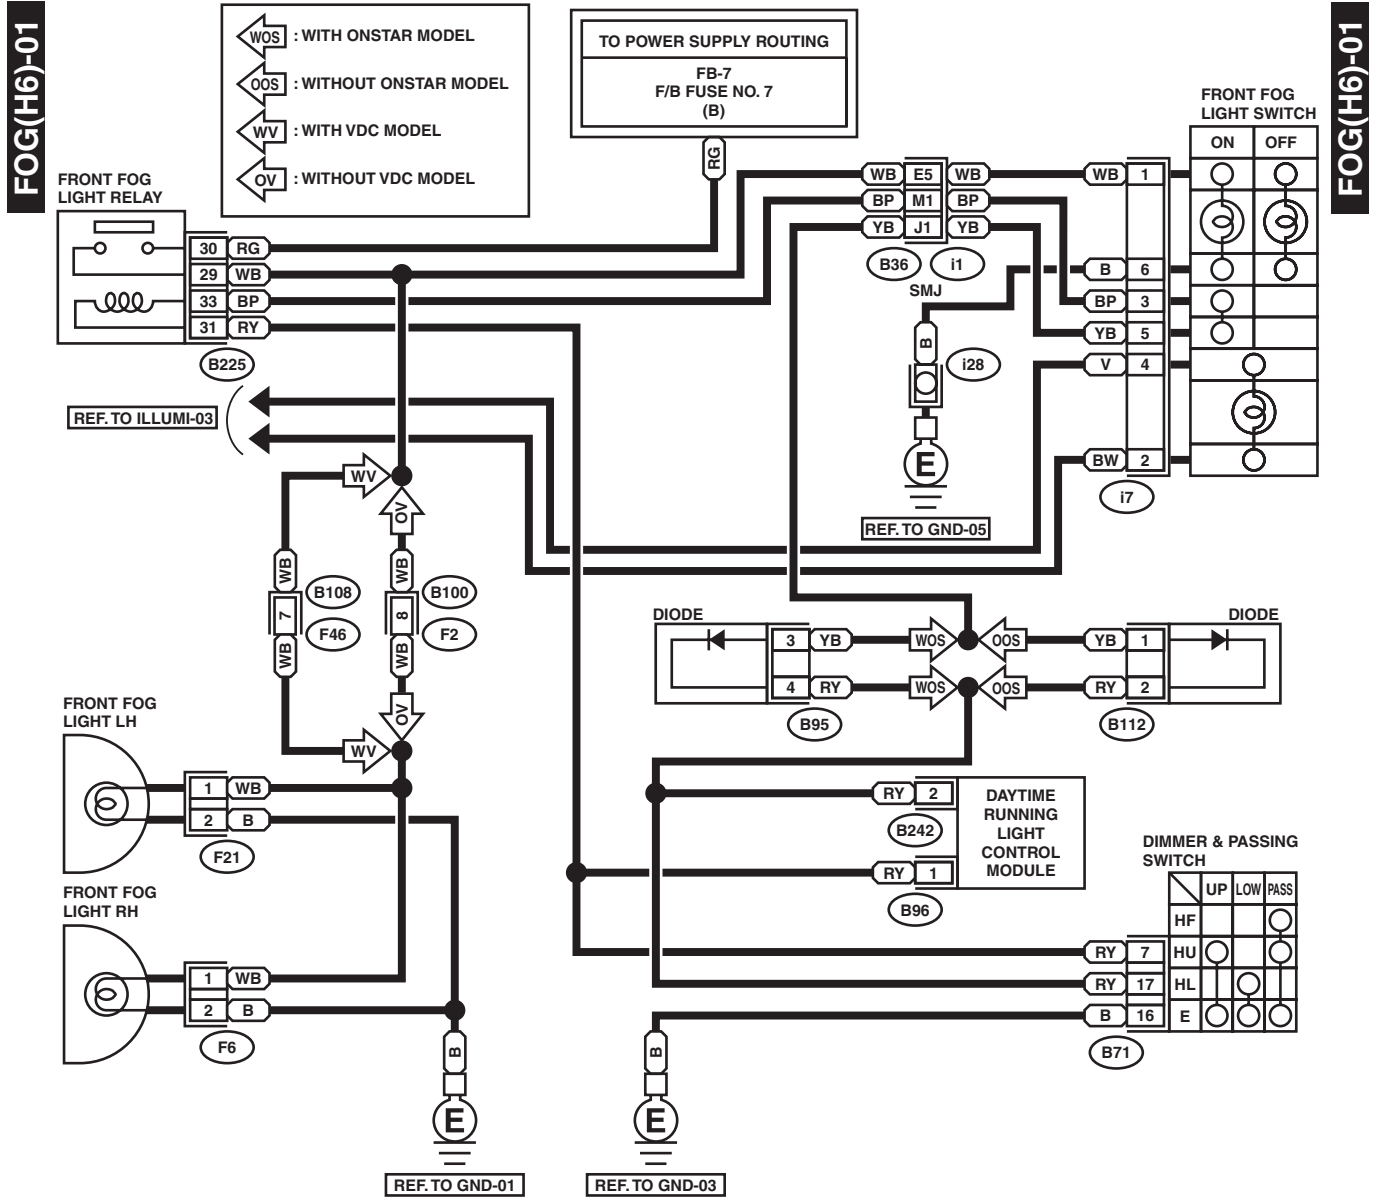 FOG(H6)-01
FOG(H6)-01
WOS : WITH ONSTAR MODEL
OOS : WITHOUT ONSTAR MODEL
WV : WITH VDC MODEL
OV : WITHOUT VDC MODEL
TO POWER SUPPLY ROUTING
FB-7
F/B FUSE NO. 7
(B)
RG
FRONT FOG
LIGHT SWITCH
ON OFF
FRONT FOG
LIGHT RELAY
30 RG
29 WB
33 BP
31 RY
B225
WB E5 WB
BP M1 BP
YB J1 YB
B36 i1
SMJ
WB 1
B 6
BP 3
YB 5
V 4
BW 2
i7
B
i28
E
REF. TO GND-05
REF. TO ILLUMI-03
WV
OV
WB
7
WB
B108
F46
WB
8
WB
B100
F2
OV
WV
DIODE
3 YB WOS
4 RY WOS
B95
DIODE
OOS YB 1
OOS RY 2
B112
FRONT FOG
LIGHT LH
1 WB
2 B
F21
FRONT FOG
LIGHT RH
1 WB
2 B
F6
RY 2
B242
RY 1
B96
DAYTIME
RUNNING
LIGHT
CONTROL
MODULE
DIMMER & PASSING
SWITCH
UP LOW PASS
HF
RY 7 HU
RY 17 HL
B 16 E
B71
B
E
REF. TO GND-01
B
E
REF. TO GND-03